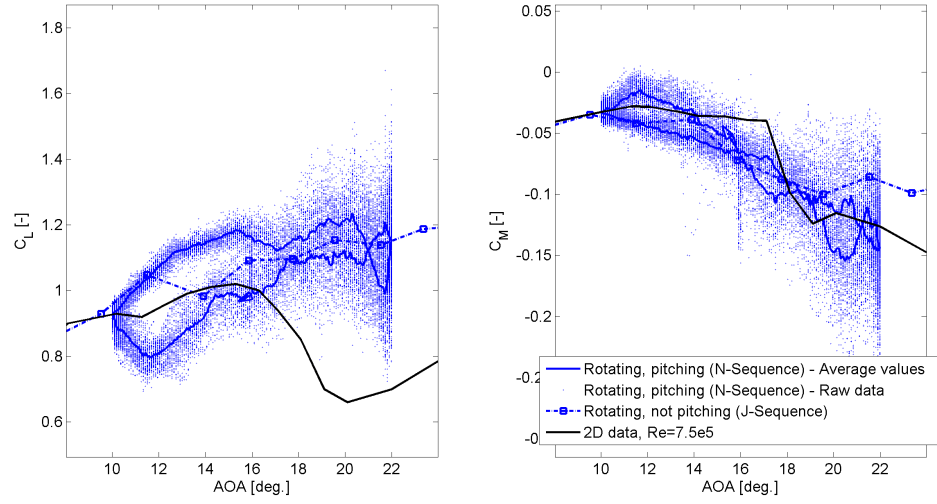 1.8
1.6
1.4
1.2
1
0.8
0.6
C_L [-]
10 12 14 16 18 20 22
AOA [deg.]
0.05
0
-0.05
-0.1
-0.15
-0.2
-0.2
-0
C_M [-]
10 12 14 16 18 20 22
AOA [deg.]
Rotating, pitching (N-Sequence) - Average values
Rotating, pitching (N-Sequence) - Raw data
Rotating, not pitching (J-Sequence)
2D data, Re=7.5e5